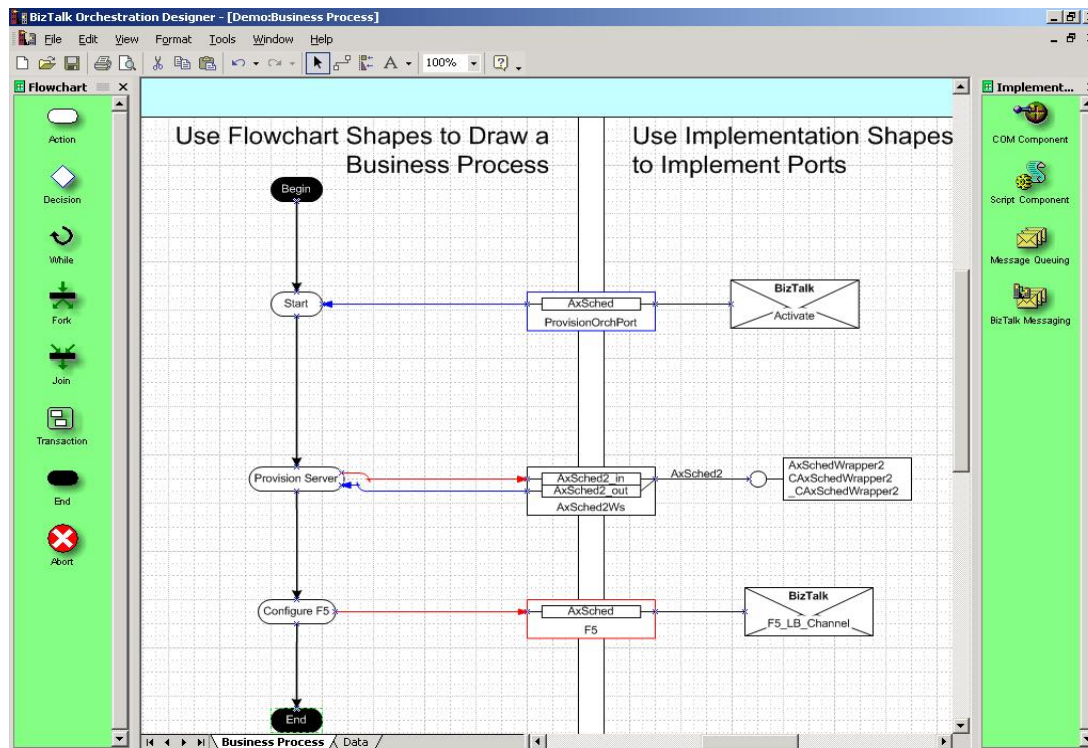 BizTalk Orchestration Designer - [Demo:Business Process]
File Edit View Format Tools Window Help
A 100%
Flowchart
Action
Decision
While
Fork
Join
Transaction
End
Abort
Use Flowchart Shapes to Draw a
Business Process
Use Implementation Shapes
to Implement Ports
Begin
Start
AxSched
ProvisionOrchPort
BizTalk
Activate
Provision Server
AxSched2_in
AxSched2_out
AxSched2Ws
AxSched2
AxSchedWrapper2
CAxSchedWrapper2
_CAxSchedWrapper2
Configure F5
AxSched
F5
BizTalk
F5_LB_Channel
End
Implement...
COM Component
Script Component
Message Queuing
BizTalk Messaging
Business Process Data